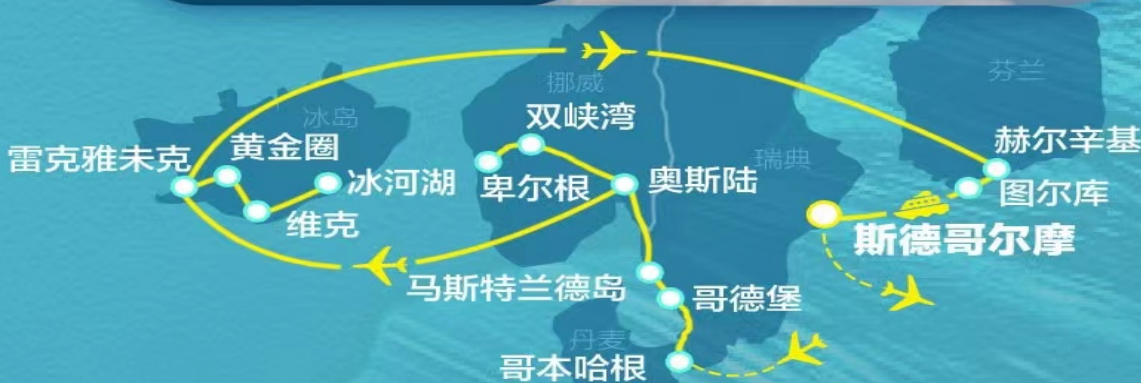 挪威
芬兰
冰岛
双峡湾
赫尔辛基
雷克雅未克
黄金圈
瑞典
冰河湖
卑尔根
奥斯陆
图尔库
维克
斯德哥尔摩
马斯特兰德岛
哥德堡
丹麦
哥本哈根